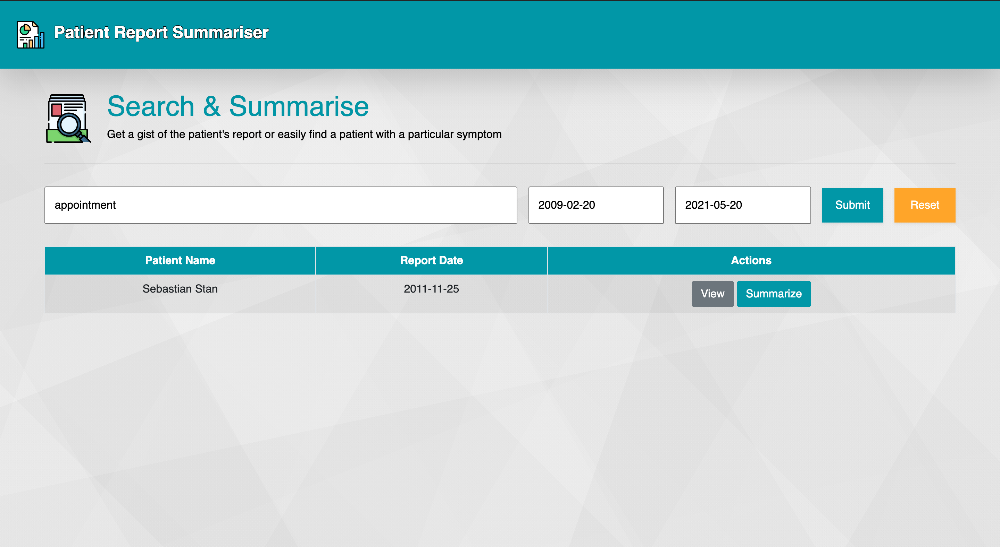 Patient Report Summariser
Search & Summarise
Get a gist of the patient's report or easily find a patient with a particular symptom
appointment 2009-02-20 2021-05-20 Submit Reset
Patient Name Report Date Actions
Sebastian Stan 2011-11-25 View Summarize